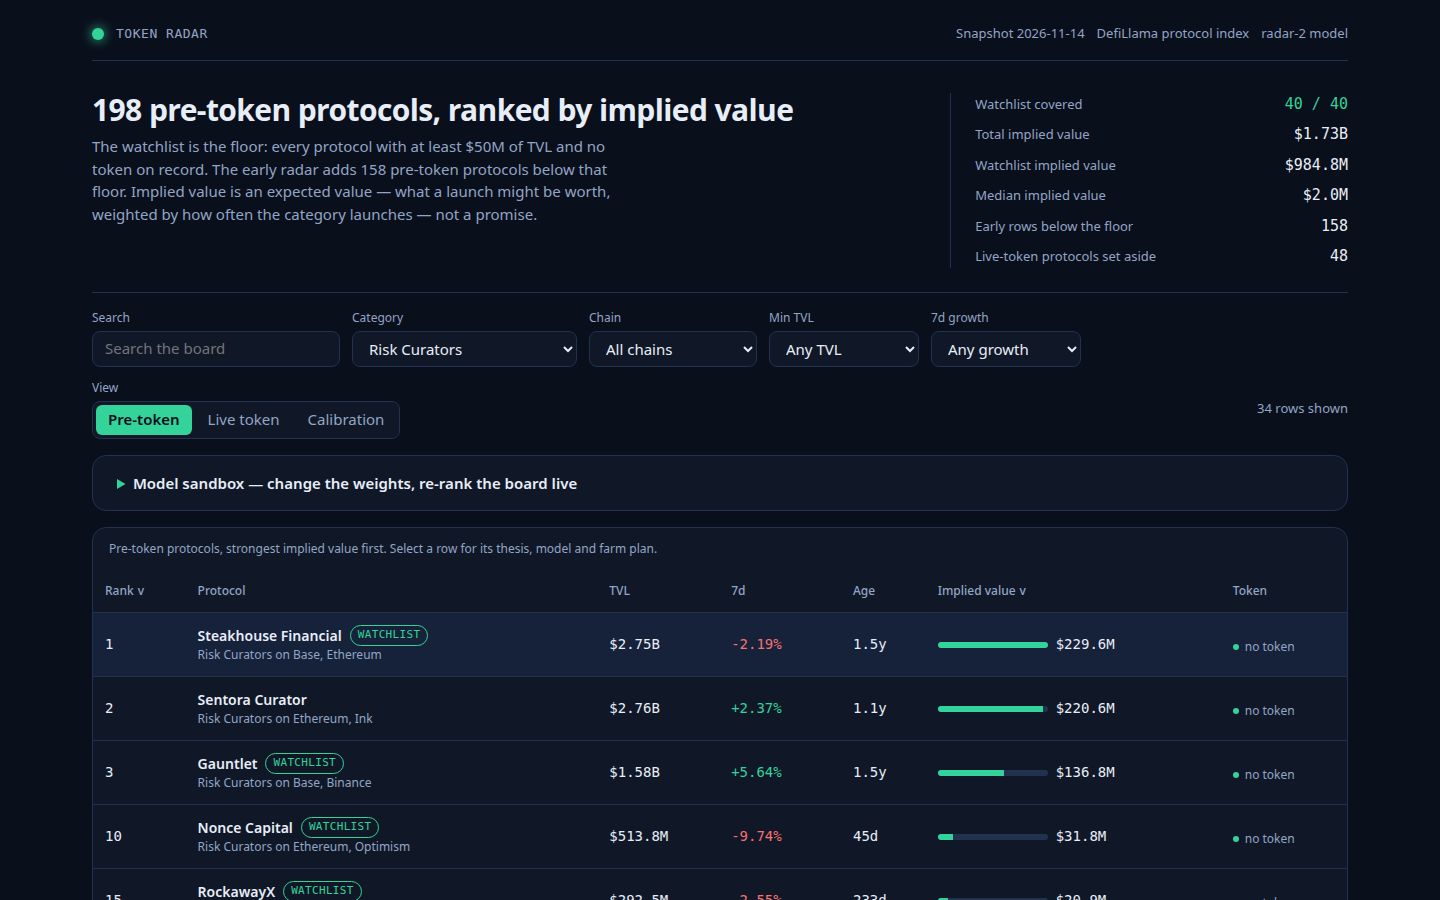 TOKEN RADAR
Snapshot 2026-11-14 DefiLlama protocol index radar-2 model
198 pre-token protocols, ranked by implied value
The watchlist is the floor: every protocol with at least $50M of TVL and no
token on record. The early radar adds 158 pre-token protocols below that
floor. Implied value is an expected value — what a launch might be worth,
weighted by how often the category launches — not a promise.
Watchlist covered 40 / 40
Total implied value $1.73B
Watchlist implied value $984.8M
Median implied value $2.0M
Early rows below the floor 158
Live-token protocols set aside 48
Search Category Chain Min TVL 7d growth
Search the board Risk Curators All chains Any TVL Any growth
View
Pre-token Live token Calibration
34 rows shown
Model sandbox — change the weights, re-rank the board live
Pre-token protocols, strongest implied value first. Select a row for its thesis, model and farm plan.
Rank v Protocol TVL 7d Age Implied value v Token
1 Steakhouse Financial WATCHLIST $2.75B -2.19% 1.5y $229.6M no token
Risk Curators on Base, Ethereum
2 Sentora Curator $2.76B +2.37% 1.1y $220.6M no token
Risk Curators on Ethereum, Ink
3 Gauntlet WATCHLIST $1.58B +5.64% 1.5y $136.8M no token
Risk Curators on Base, Binance
10 Nonce Capital WATCHLIST $513.8M -9.74% 45d $31.8M no token
Risk Curators on Ethereum, Optimism
RockawayX WATCHLIST